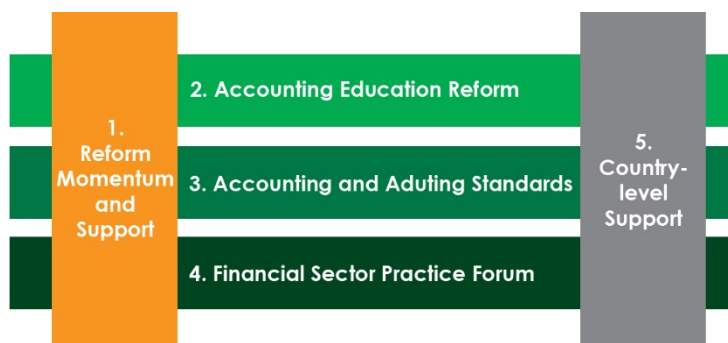 1.
Reform
Momentum
and
Support
2. Accounting Education Reform
3. Accounting and Aduting Standards
4. Financial Sector Practice Forum
5.
Country-
level
Support